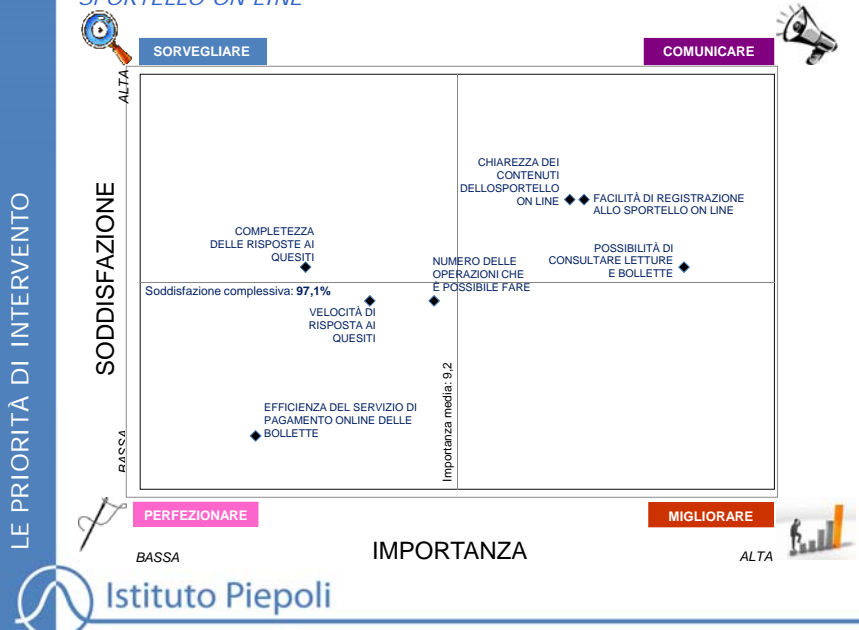 SPORTELLO ON LINE
SORVEGLIARE
COMUNICARE
ALTA
LE PRIORITÀ DI INTERVENTO
SODDISFAZIONE
CHIAREZZA DEI
CONTENUTI
DELLOSPORTELLO
ON LINE
FACILITÀ DI REGISTRAZIONE
ALLO SPORTELLO ON LINE
COMPLETEZZA
DELLE RISPOSTE AI
QUESITI
NUMERO DELLE
OPERAZIONI CHE
È POSSIBILE FARE
POSSIBILITÀ DI
CONSULTARE LETTURE
E BOLLETTE
Soddisfazione complessiva: 97,1%
VELOCITÀ DI
RISPOSTA AI
QUESITI
Importanza media: 9,2
EFFICIENZA DEL SERVIZIO DI
PAGAMENTO ONLINE DELLE
BOLLETTE
BASSA
PERFEZIONARE
MIGLIORARE
BASSA
IMPORTANZA
ALTA
Istituto Piepoli